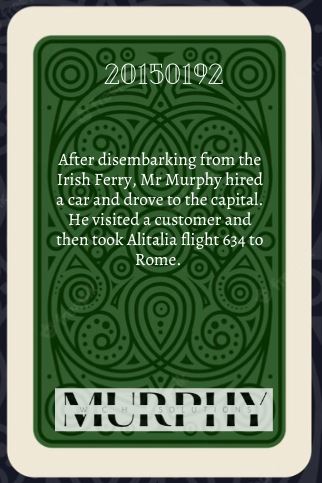 20150192
After disembarking from the
Irish Ferry, Mr Murphy hired
a car and drove to the capital.
He visited a customer and
then took Alitalia flight 634 to
Rome.
MURPHY
W.C.H. SOLUTIONS